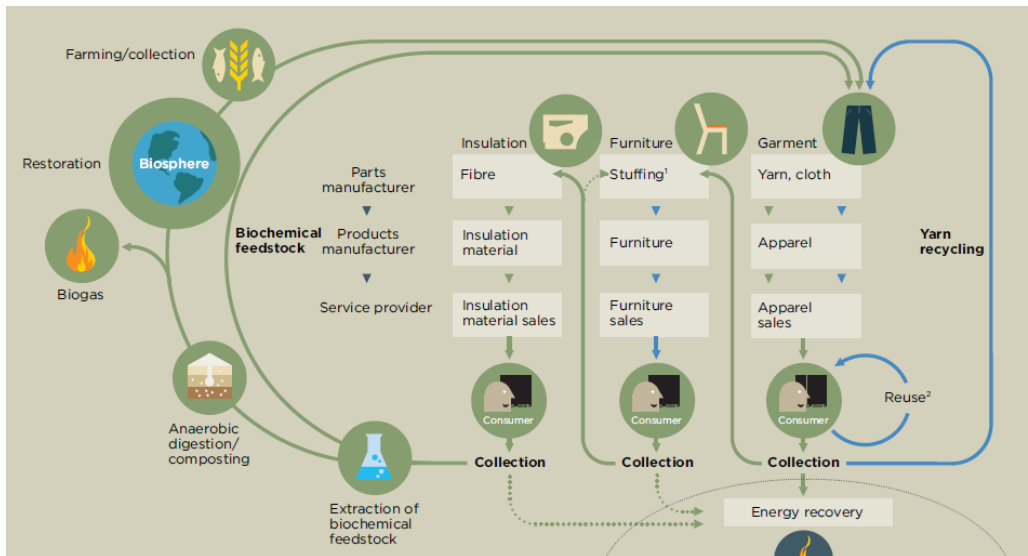 Farming/collection
Restoration
Biosphere
Biogas
Biochemical
feedstock
Anaerobic
digestion/
composting
Extraction of
biochemical
feedstock
Parts
manufacturer
Products
manufacturer
Service provider
Insulation
Fibre
Insulation
material
Insulation
material sales
Consumer
Collection
Furniture
Stuffing¹
Furniture
Furniture
sales
Consumer
Collection
Garment
Yarn, cloth
Apparel
Apparel
sales
Consumer
Reuse²
Collection
Yarn
recycling
Energy recovery